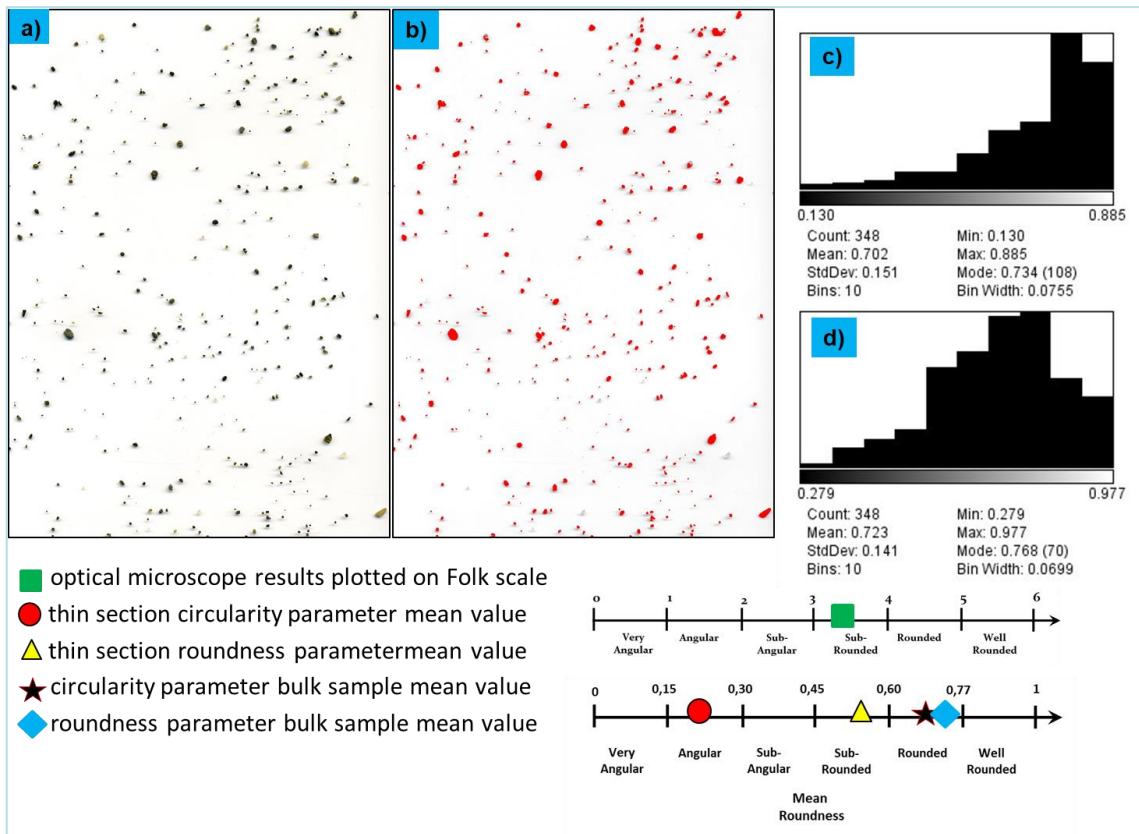 a)
b)
c)
0.130 0.885
Count: 348 Min: 0.130
Mean: 0.702 Max: 0.885
StdDev: 0.151 Mode: 0.734 (108)
Bins: 10 Bin Width: 0.0755
d)
0.279 0.977
Count: 348 Min: 0.279
Mean: 0.723 Max: 0.977
StdDev: 0.141 Mode: 0.768 (70)
Bins: 10 Bin Width: 0.0699
optical microscope results plotted on Folk scale
thin section circularity parameter mean value
thin section roundness parametermean value
circularity parameter bulk sample mean value
roundness parameter bulk sample mean value
0 1 2 3 4 5 6
Very Angular Sub- Sub- Rounded Well
Angular Angular Rounded Rounded
0 0,15 0,30 0,45 0,60 0,77 1
Very Angular Sub- Sub- Rounded Well
Angular Angular Rounded Rounded
Mean
Roundness